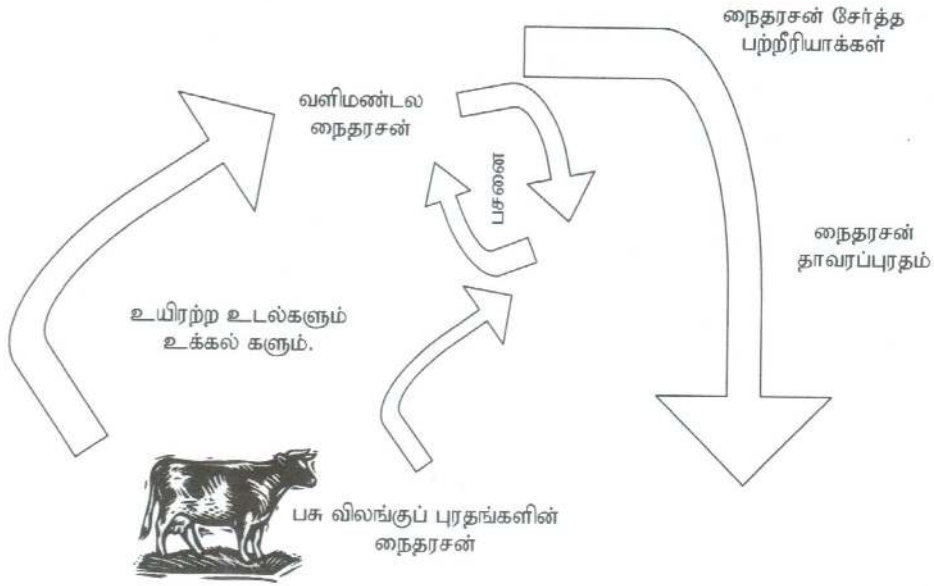 நைதரசன் சேர்த்த
பற்றீரியாக்கள்
வளிமண்டல
நைதரசன்
பசளை
நைதரசன்
தாவரப்புரதம்
உயிரற்ற உடல்களும்
உக்கல் களும்.
பசு விலங்குப் புரதங்களின்
நைதரசன்